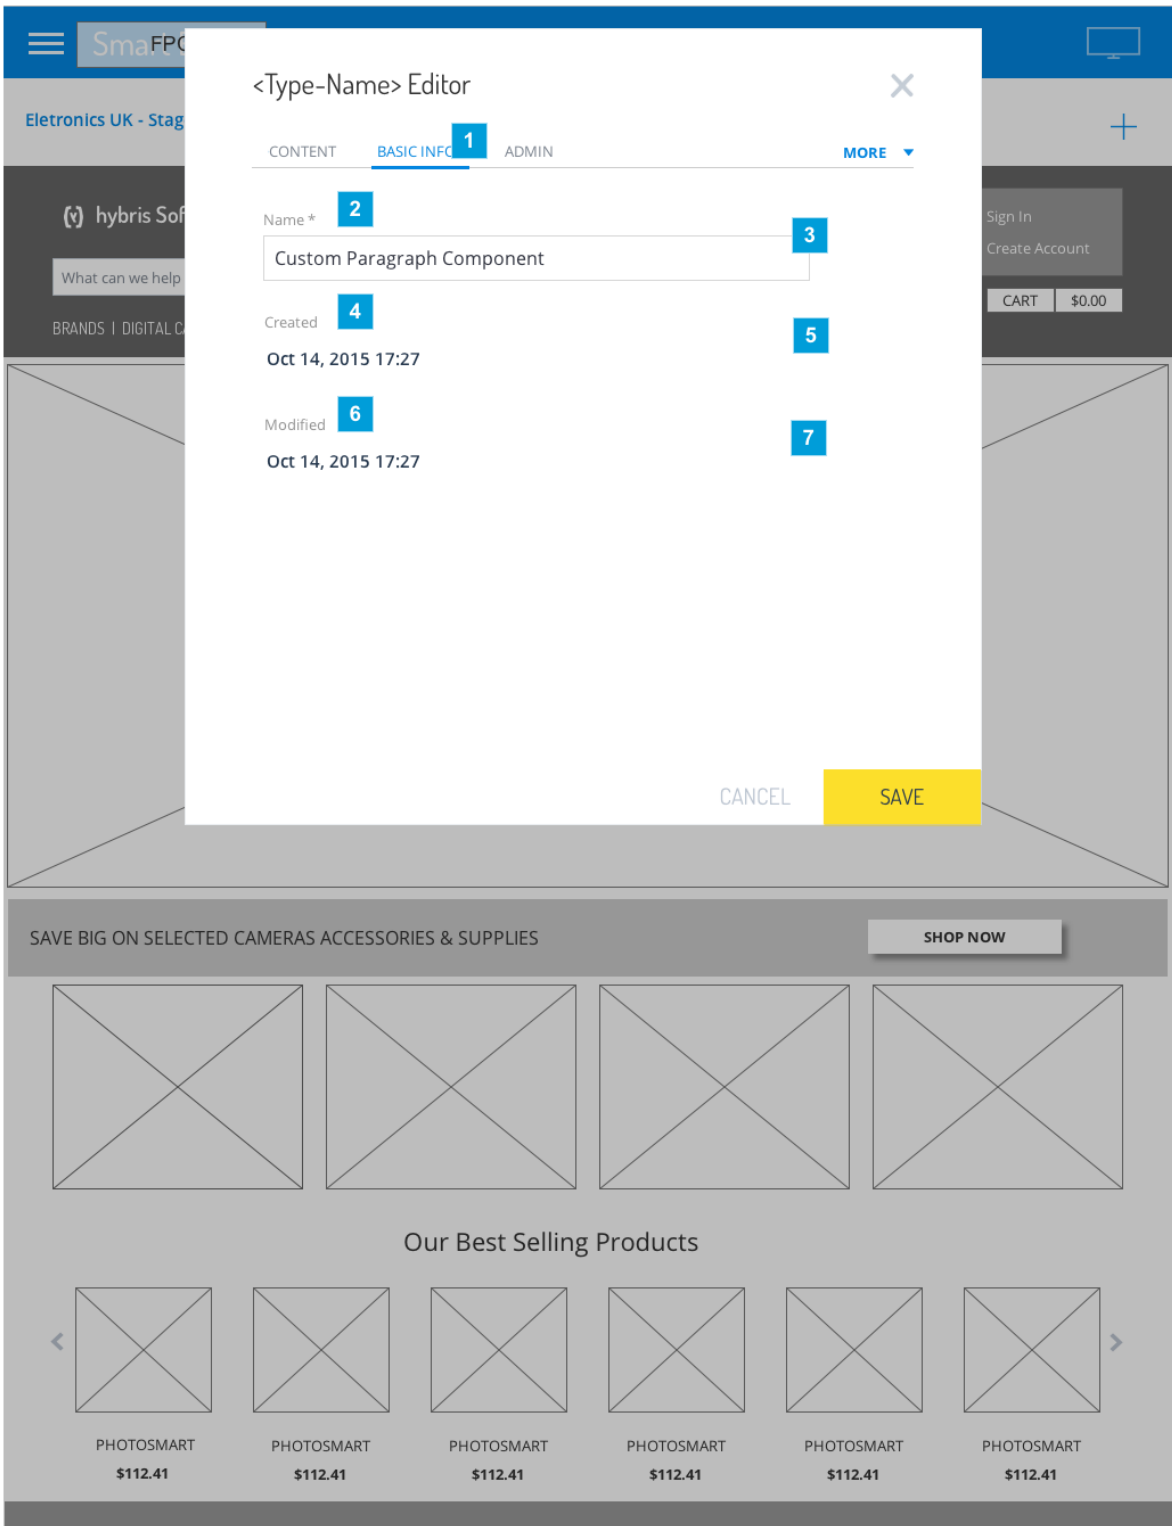 Smart FPO
<Type-Name> Editor
Eletronics UK - Stag
CONTENT BASIC INFO 1 ADMIN MORE
hybris Sof
Name * 2
3
Sign In
Custom Paragraph Component
Create Account
What can we help
CART $0.00
Created 4
BRANDS | DIGITAL CA
5
Oct 14, 2015 17:27
Modified 6
7
Oct 14, 2015 17:27
CANCEL SAVE
SAVE BIG ON SELECTED CAMERAS ACCESSORIES & SUPPLIES SHOP NOW
Our Best Selling Products
PHOTOSMART PHOTOSMART PHOTOSMART PHOTOSMART PHOTOSMART PHOTOSMART
$112.41 $112.41 $112.41 $112.41 $112.41 $112.41